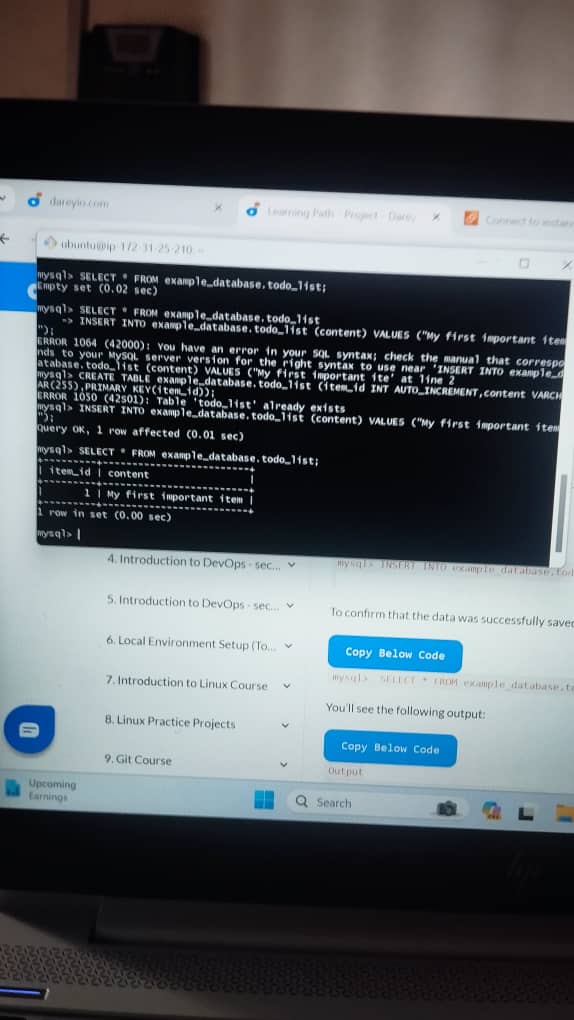 dareyio.com
Learning Path - Project - Darey
Connect to instan
ubuntu@ip-172-31-25-210: ~
mysql> SELECT * FROM example_database.todo_list;
Empty set (0.02 sec)
mysql> SELECT * FROM example_database.todo_list
-> INSERT INTO example_database.todo_list (content) VALUES ("My first important item
");
ERROR 1064 (42000): You have an error in your SQL syntax; check the manual that correspo
nds to your MySQL server version for the right syntax to use near 'INSERT INTO example_d
atabase.todo_list (content) VALUES ("My first important ite' at line 2
mysql> CREATE TABLE example_database.todo_list (item_id INT AUTO_INCREMENT,content VARCH
AR(255),PRIMARY KEY(item_id));
ERROR 1050 (42S01): Table 'todo_list' already exists
mysql> INSERT INTO example_database.todo_list (content) VALUES ("My first important item
");
Query OK, 1 row affected (0.01 sec)
mysql> SELECT * FROM example_database.todo_list;
+---------+-------------------------+
| item_id | content |
+---------+-------------------------+
| 1 | My first important item |
+---------+-------------------------+
1 row in set (0.00 sec)
mysql>
4. Introduction to DevOps - sec...
5. Introduction to DevOps - sec...
6. Local Environment Setup (To...
7. Introduction to Linux Course
8. Linux Practice Projects
9. Git Course
mysql> INSERT INTO example_database.tod
To confirm that the data was successfully saved
Copy Below Code
mysql> SELECT * FROM example_database.to
You'll see the following output:
Copy Below Code
Output
Upcoming
Earnings
Search
hp